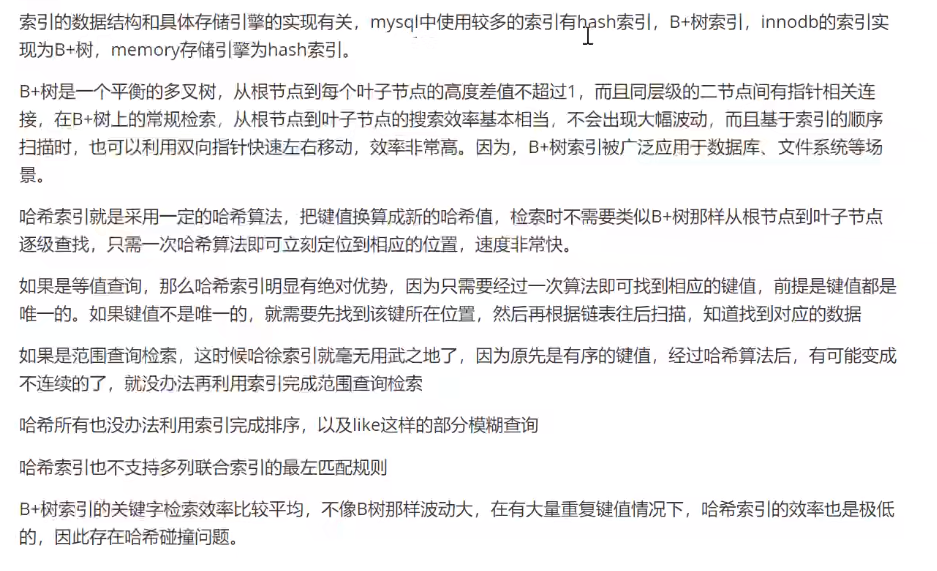 索引的数据结构和具体存储引擎的实现有关，mysql中使用较多的索引有hash索引，B+树索引，innodb的索引实
现为B+树，memory存储引擎为hash索引。
B+树是一个平衡的多叉树，从根节点到每个叶子节点的高度差值不超过1，而且同层级的二节点间有指针相关连
接，在B+树上的常规检索，从根节点到叶子节点的搜索效率基本相当，不会出现大幅波动，而且基于索引的顺序
扫描时，也可以利用双向指针快速左右移动，效率非常高。因为，B+树索引被广泛应用于数据库、文件系统等场
景。
哈希索引就是采用一定的哈希算法，把键值换算成新的哈希值，检索时不需要类似B+树那样从根节点到叶子节点
逐级查找，只需一次哈希算法即可立刻定位到相应的位置，速度非常快。
如果是等值查询，那么哈希索引明显有绝对优势，因为只需要经过一次算法即可找到相应的键值，前提是键值都是
唯一的。如果键值不是唯一的，就需要先找到该键所在位置，然后再根据链表往后扫描，知道找到对应的数据
如果是范围查询检索，这时候哈徐索引就毫无用武之地了，因为原先是有序的键值，经过哈希算法后，有可能变成
不连续的了，就没办法再利用索引完成范围查询检索
哈希所有也没办法利用索引完成排序，以及like这样的部分模糊查询
哈希索引也不支持多列联合索引的最左匹配规则
B+树索引的关键字检索效率比较平均，不像B树那样波动大，在有大量重复键值情况下，哈希索引的效率也是极低
的，因此存在哈希碰撞问题。